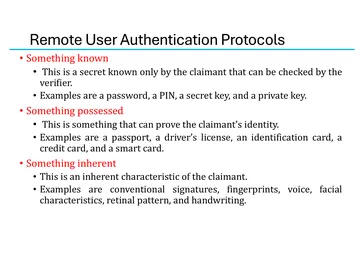 Remote User Authentication Protocols
• Something known
• This is a secret known only by the claimant that can be checked by the
verifier.
• Examples are a password, a PIN, a secret key, and a private key.
• Something possessed
• This is something that can prove the claimant's identity.
• Examples are a passport, a driver's license, an identification card, a
credit card, and a smart card.
• Something inherent
• This is an inherent characteristic of the claimant.
• Examples are conventional signatures, fingerprints, voice, facial
characteristics, retinal pattern, and handwriting.